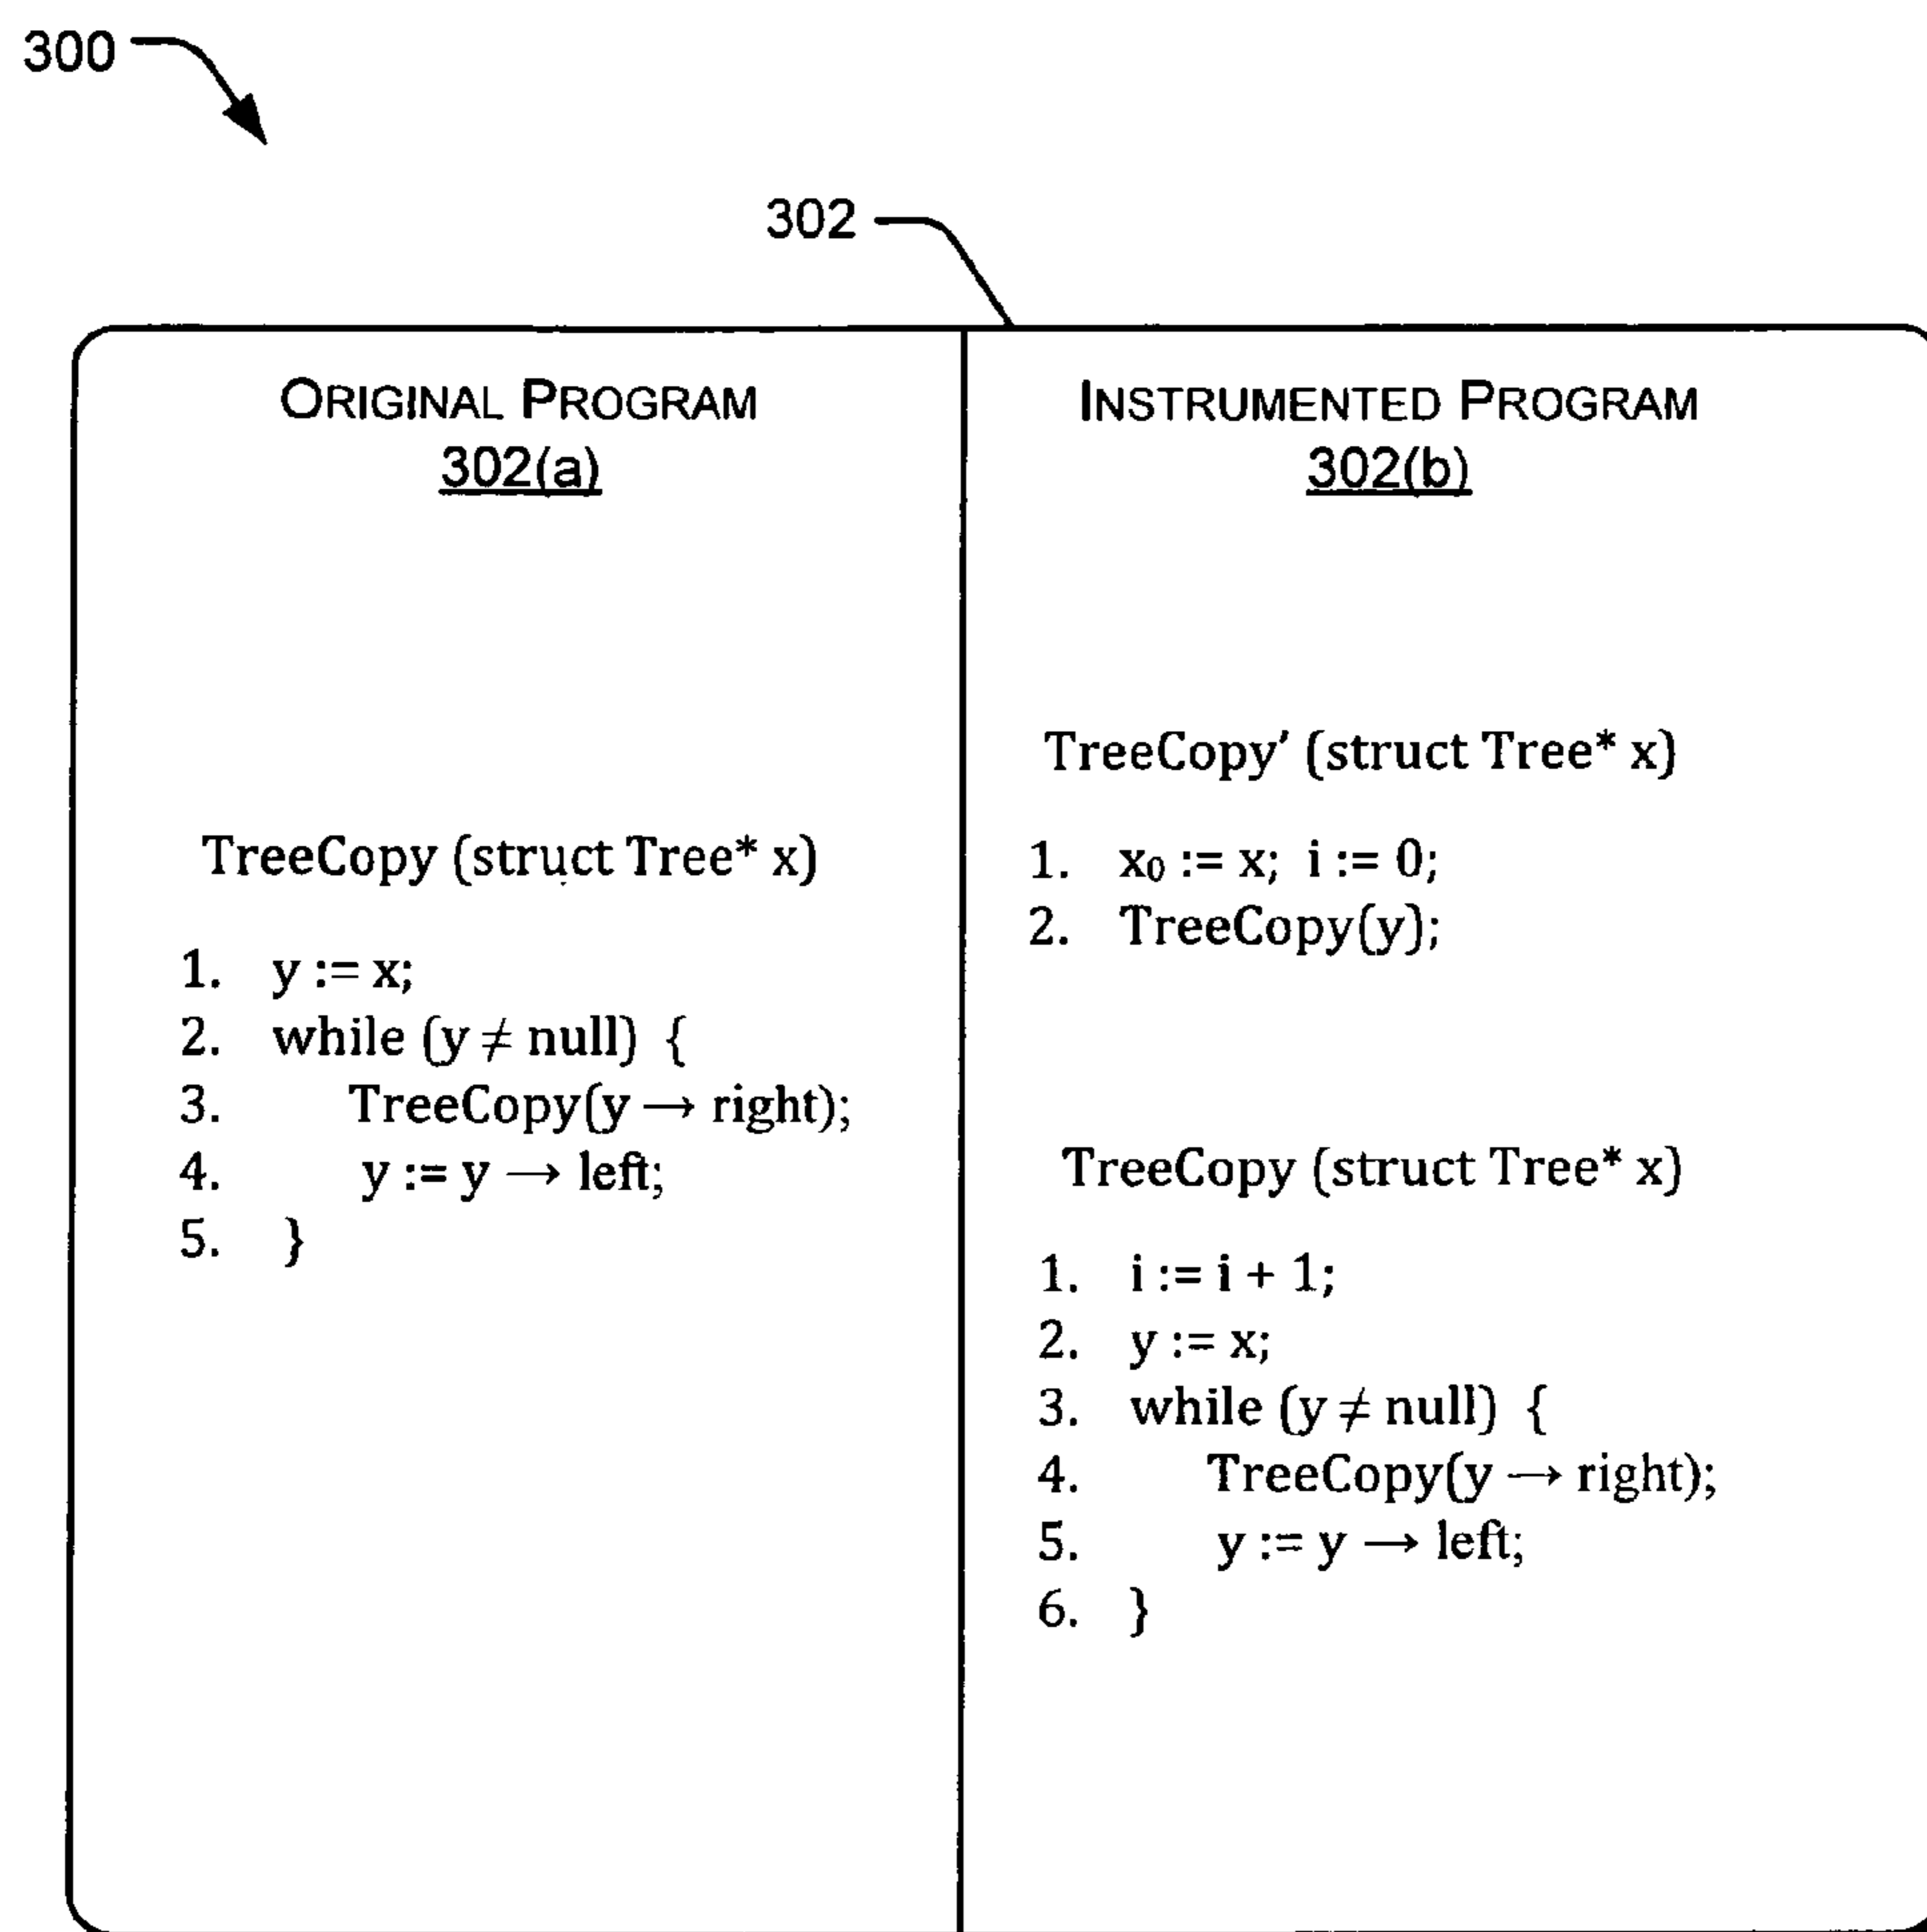 300
302
ORIGINAL PROGRAM
302(a)
TreeCopy (struct Tree* x)
1. y := x;
2. while (y ≠ null) {
3. TreeCopy(y → right);
4. y := y → left;
5. }
INSTRUMENTED PROGRAM
302(b)
TreeCopy' (struct Tree* x)
1. x₀ := x; i := 0;
2. TreeCopy(y);
TreeCopy (struct Tree* x)
1. i := i + 1;
2. y := x;
3. while (y ≠ null) {
4. TreeCopy(y → right);
5. y := y → left;
6. }